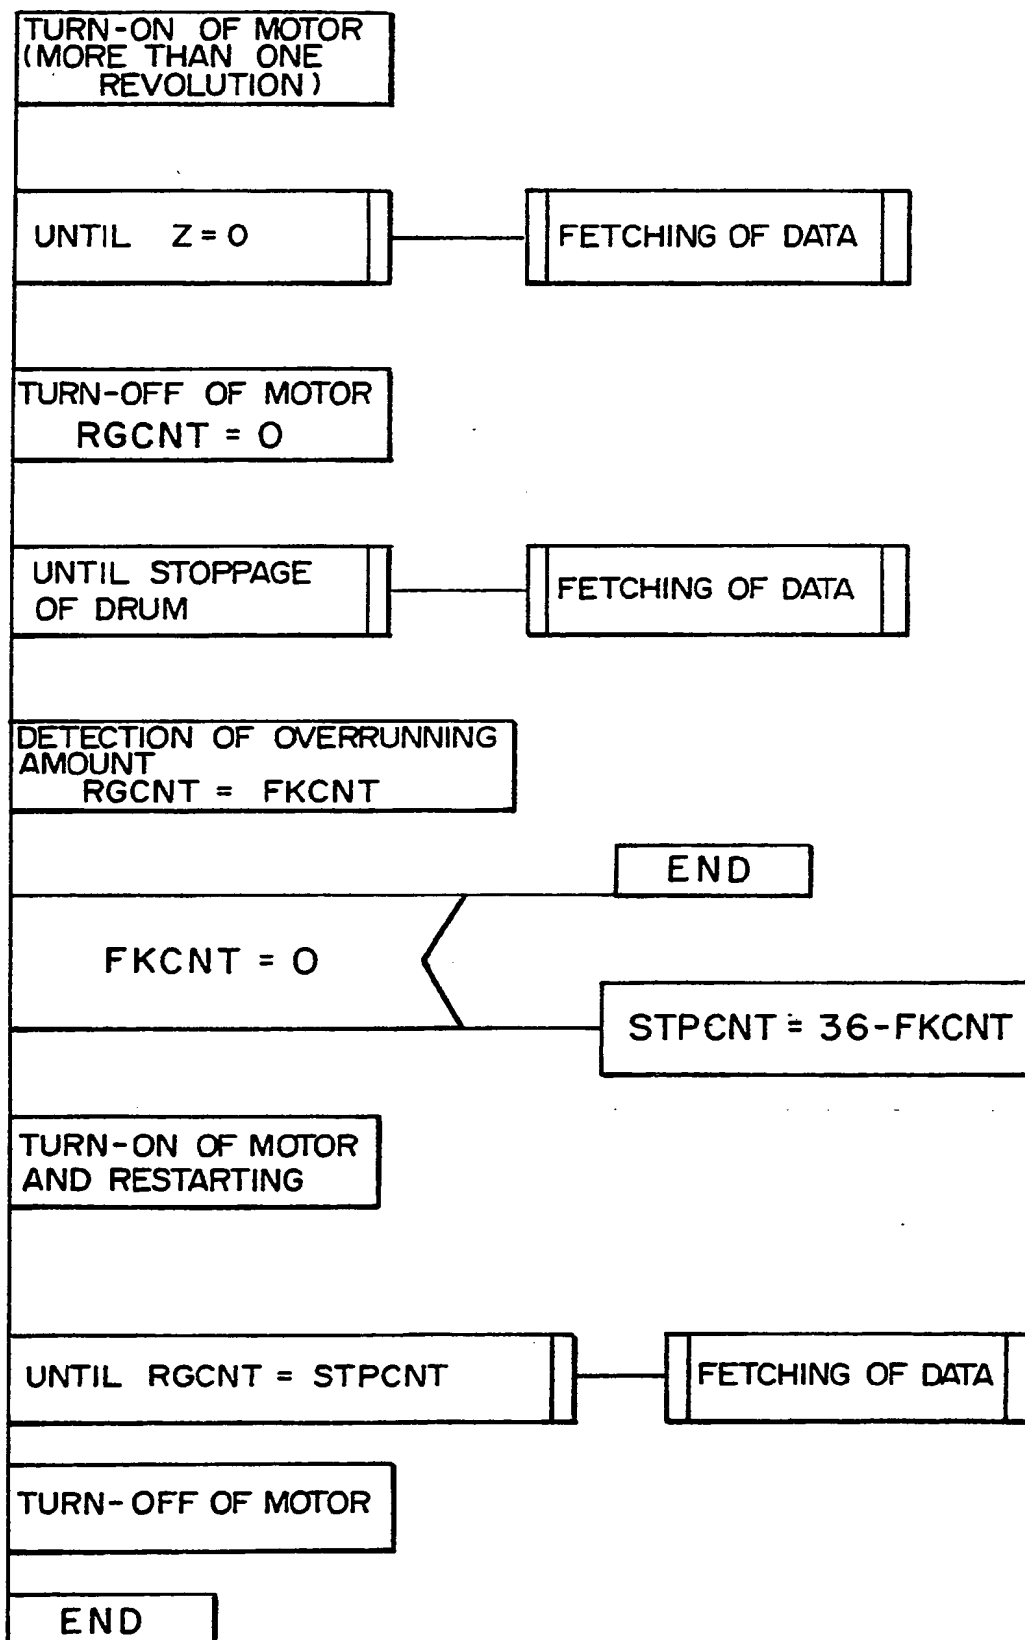 TURN-ON OF MOTOR
(MORE THAN ONE
REVOLUTION)
UNTIL Z = 0
FETCHING OF DATA
TURN-OFF OF MOTOR
RGCNT = 0
UNTIL STOPPAGE
OF DRUM
FETCHING OF DATA
DETECTION OF OVERRUNNING
AMOUNT
RGCNT = FKCNT
END
FKCNT = 0
STPCNT = 36-FKCNT
TURN-ON OF MOTOR
AND RESTARTING
UNTIL RGCNT = STPCNT
FETCHING OF DATA
TURN-OFF OF MOTOR
END